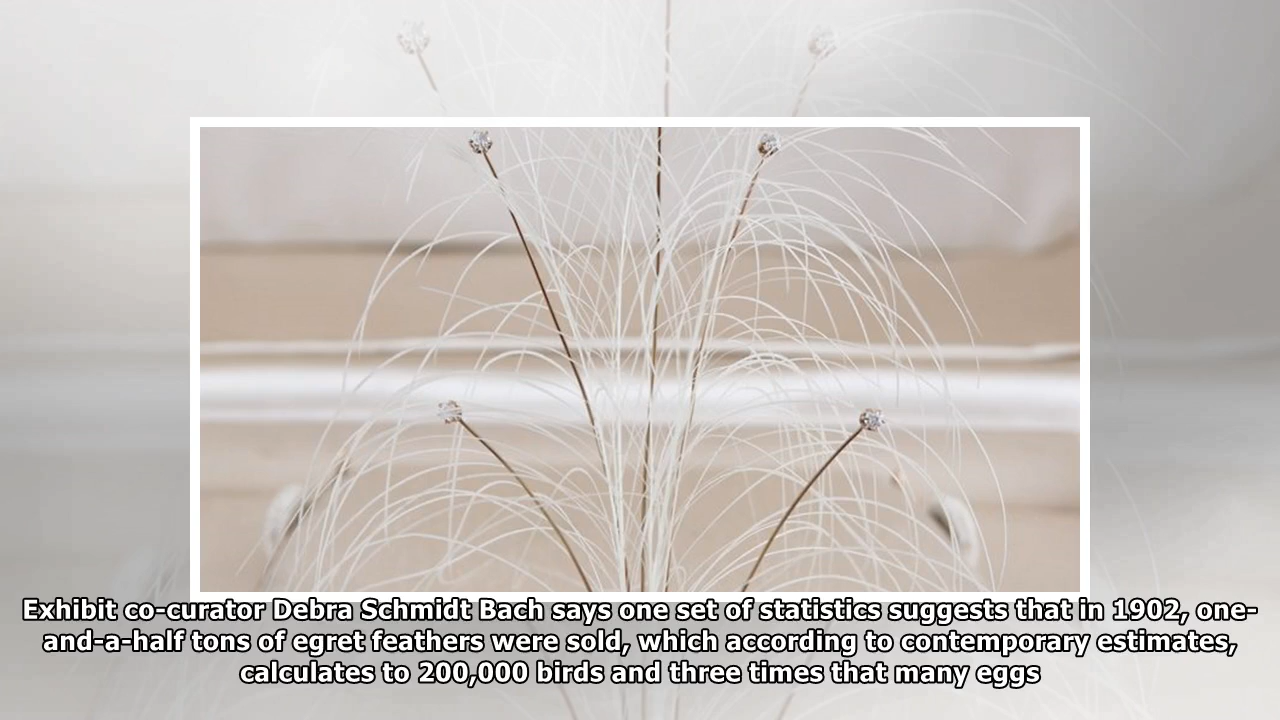 Exhibit co-curator Debra Schmidt Bach says one set of statistics suggests that in 1902, one-
and-a-half tons of egret feathers were sold, which according to contemporary estimates,
calculates to 200,000 birds and three times that many eggs